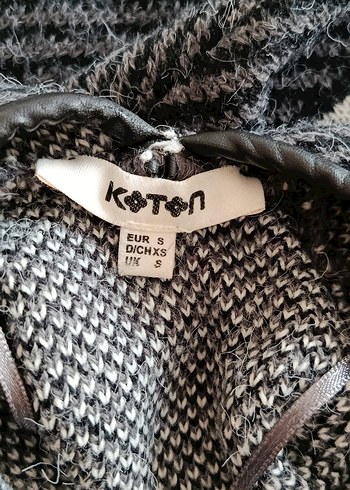 KOTON
EUR S
D/CH XS
UK S